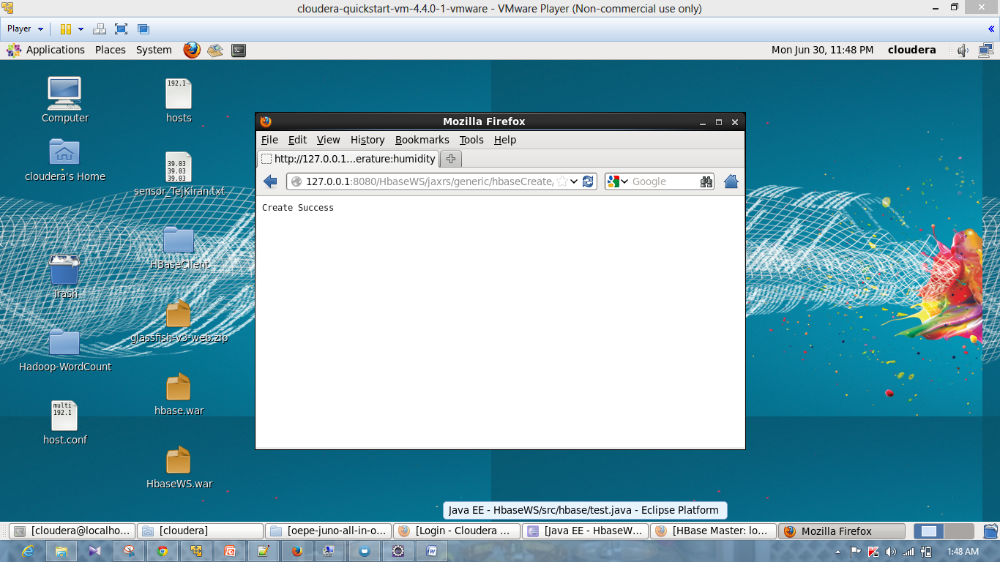 cloudera-quickstart-vm-4.4.0-1-vmware - VMware Player (Non-commercial use only)
Player
Applications Places System
Mon Jun 30, 11:48 PM cloudera
Computer
192.1
hosts
cloudera's Home
39.03
39.03
39.03
sensor_TejKiran.txt
HBaseClient
Trash
glassfish-v3-web.zip
Hadoop-WordCount
hbase.war
multi
192.1
host.conf
HbaseWS.war
Mozilla Firefox
File Edit View History Bookmarks Tools Help
http://127.0.0.1...erature:humidity
127.0.0.1:8080/HbaseWS/jaxrs/generic/hbaseCreate/
Google
Create Success
Java EE - HbaseWS/src/hbase/test.java - Eclipse Platform
[cloudera@localho... [cloudera] [oepe-juno-all-in-o... [Login - Cloudera ... [Java EE - HbaseW... [HBase Master: lo... Mozilla Firefox
1:48 AM